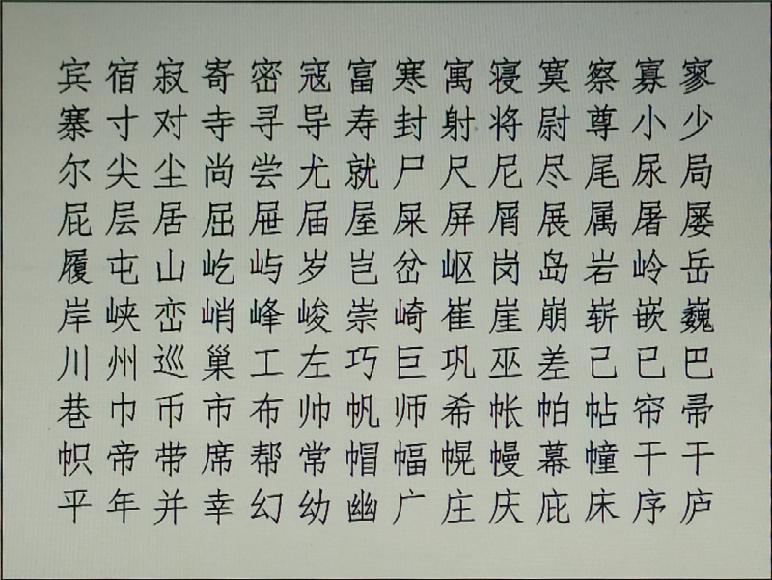 宾宿寂寄密寇富寒寓寝寞察寡寥
寨寸对寺寻导寿封射将尉尊小少
尔尖尘尚尝尤就尸尺尼尽尾尿局
屁层居屈屉届屋屎屏屑展属屠屡
履屯山屹屿岁岂岔岖岗岛岩岭岳
岸峡峦峭峰峻崇崎崔崖崩崭嵌巍
川州巡巢工左巧巨巩巫差己已巴
巷巾币市布帅帆师希帐帕帖帘帚
帜帝带席帮常帽幅幌幔幕幢干干
平年并幸幻幼幽广庄庆庇床序庐